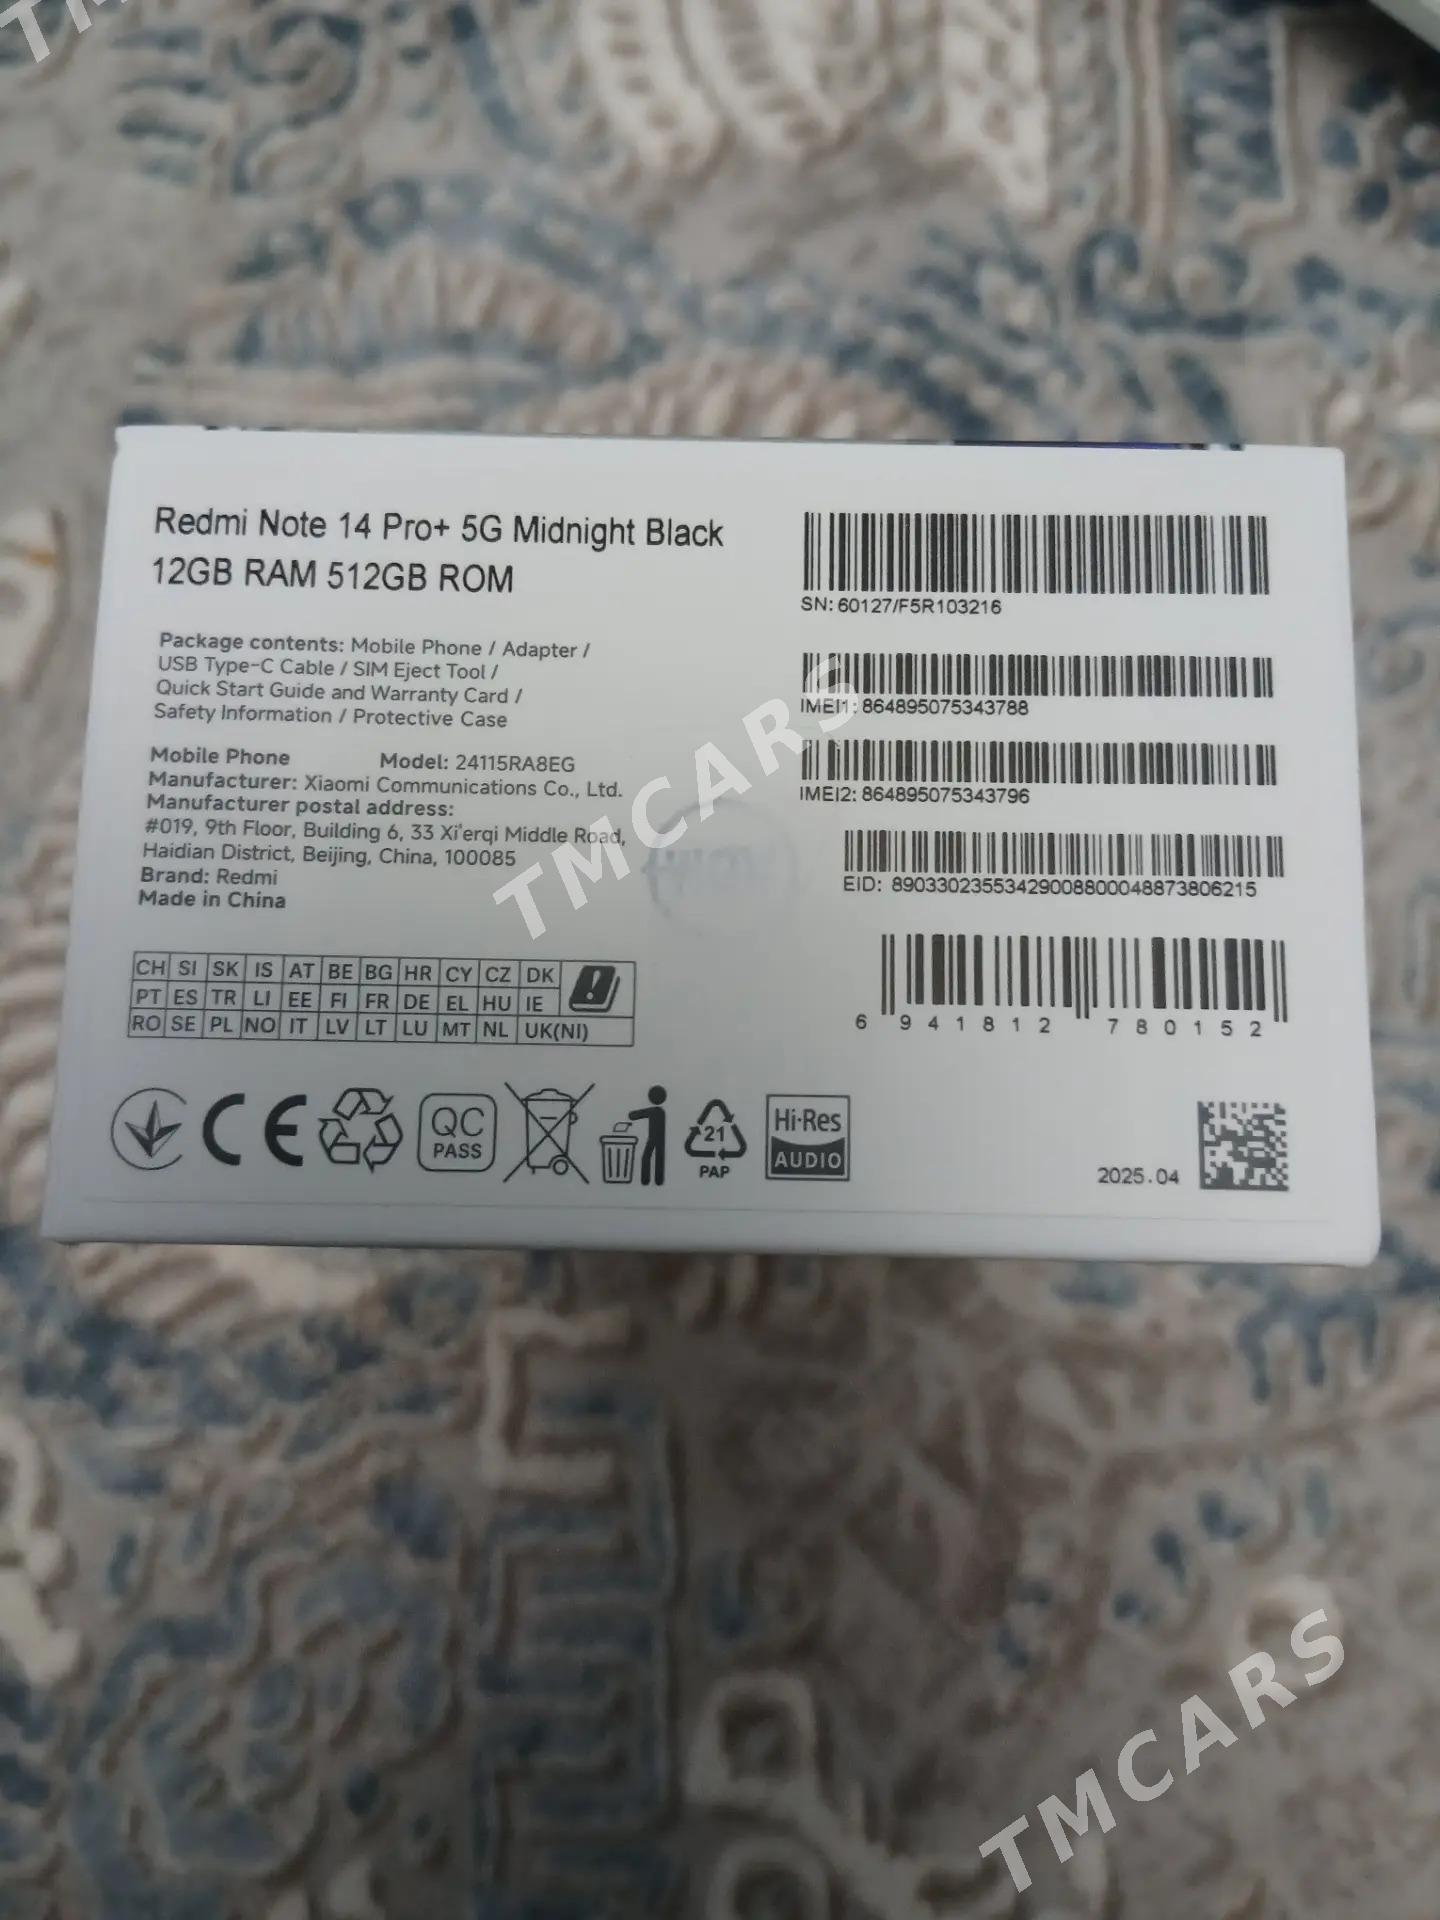 Redmi Note 14 Pro+ 5G Midnight Black
12GB RAM 512GB ROM
Package contents: Mobile Phone / Adapter /
USB Type-C Cable / SIM Eject Tool /
Quick Start Guide and Warranty Card /
Safety Information / Protective Case
Mobile Phone Model: 24115RA8EG
Manufacturer: Xiaomi Communications Co., Ltd.
Manufacturer postal address:
#019, 9th Floor, Building 6, 33 Xi'erqi Middle Road,
Haidian District, Beijing, China, 100085
Brand: Redmi
Made in China
CH SI SK IS AT BE BG HR CY CZ DK
PT ES TR LI EE FI FR DE EL HU IE
RO SE PL NO IT LV LT LU MT NL UK(NI)
CE
QC
PASS
21
PAP
Hi-Res
AUDIO
SN: 60127/F5R103216
IMEI1: 864895075343788
IMEI2: 864895075343796
EID: 89033023553429008800048873806215
6 941812 780152
2025.04
TMCARS
TMCARS